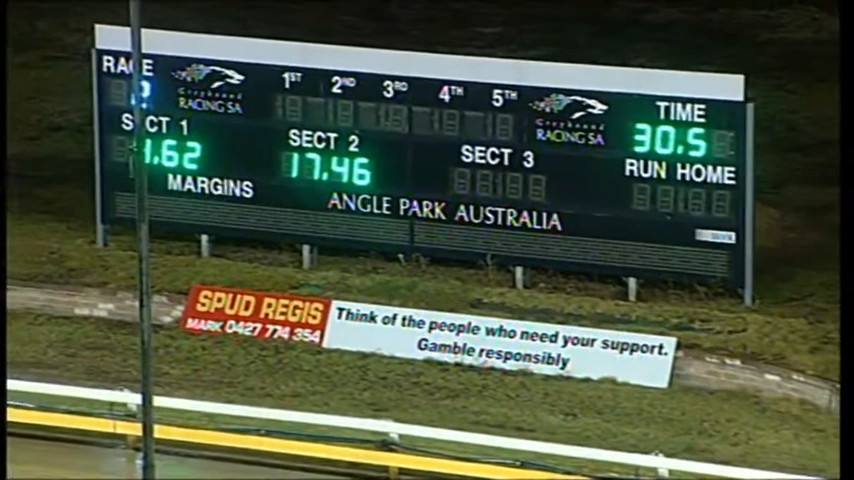 RACE
Greyhound
RACING SA
1ST 2ND 3RD 4TH 5TH
Greyhound
RACING SA
TIME
30.5
SECT 1
4.62
SECT 2
17.46
SECT 3
RUN HOME
MARGINS
ANGLE PARK AUSTRALIA
SPUD REGIS
MARK 0427 774 354
Think of the people who need your support.
Gamble responsibly